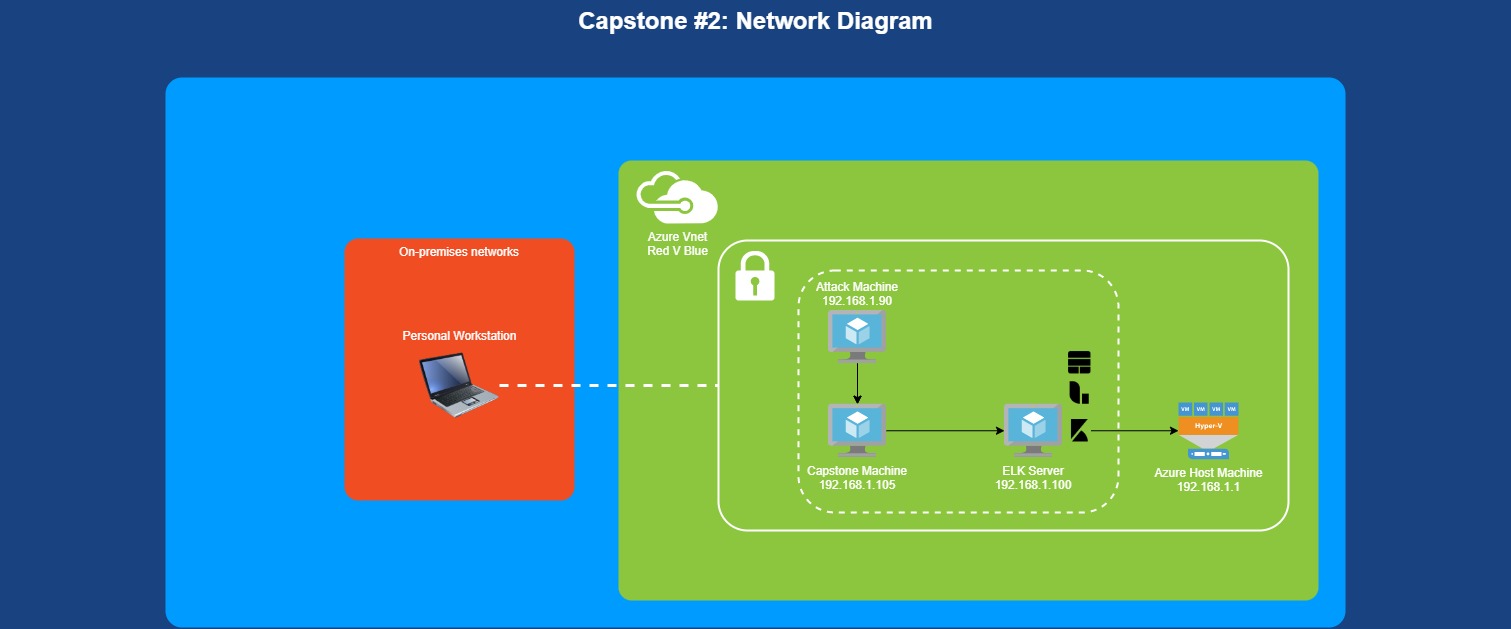 Capstone #2: Network Diagram
Azure Vnet
Red V Blue
On-premises networks
Personal Workstation
Attack Machine
192.168.1.90
Capstone Machine
192.168.1.105
ELK Server
192.168.1.100
VM VM VM VM
Hyper-V
Azure Host Machine
192.168.1.1